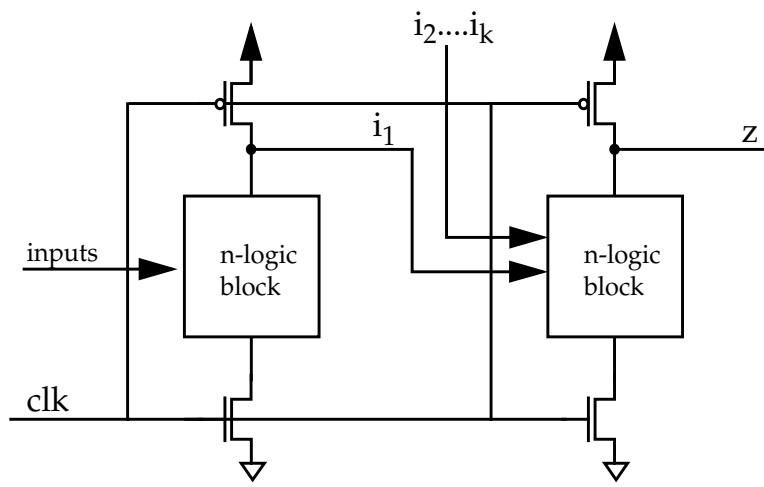 i2....ik
i1
z
inputs
n-logic
block
n-logic
block
clk